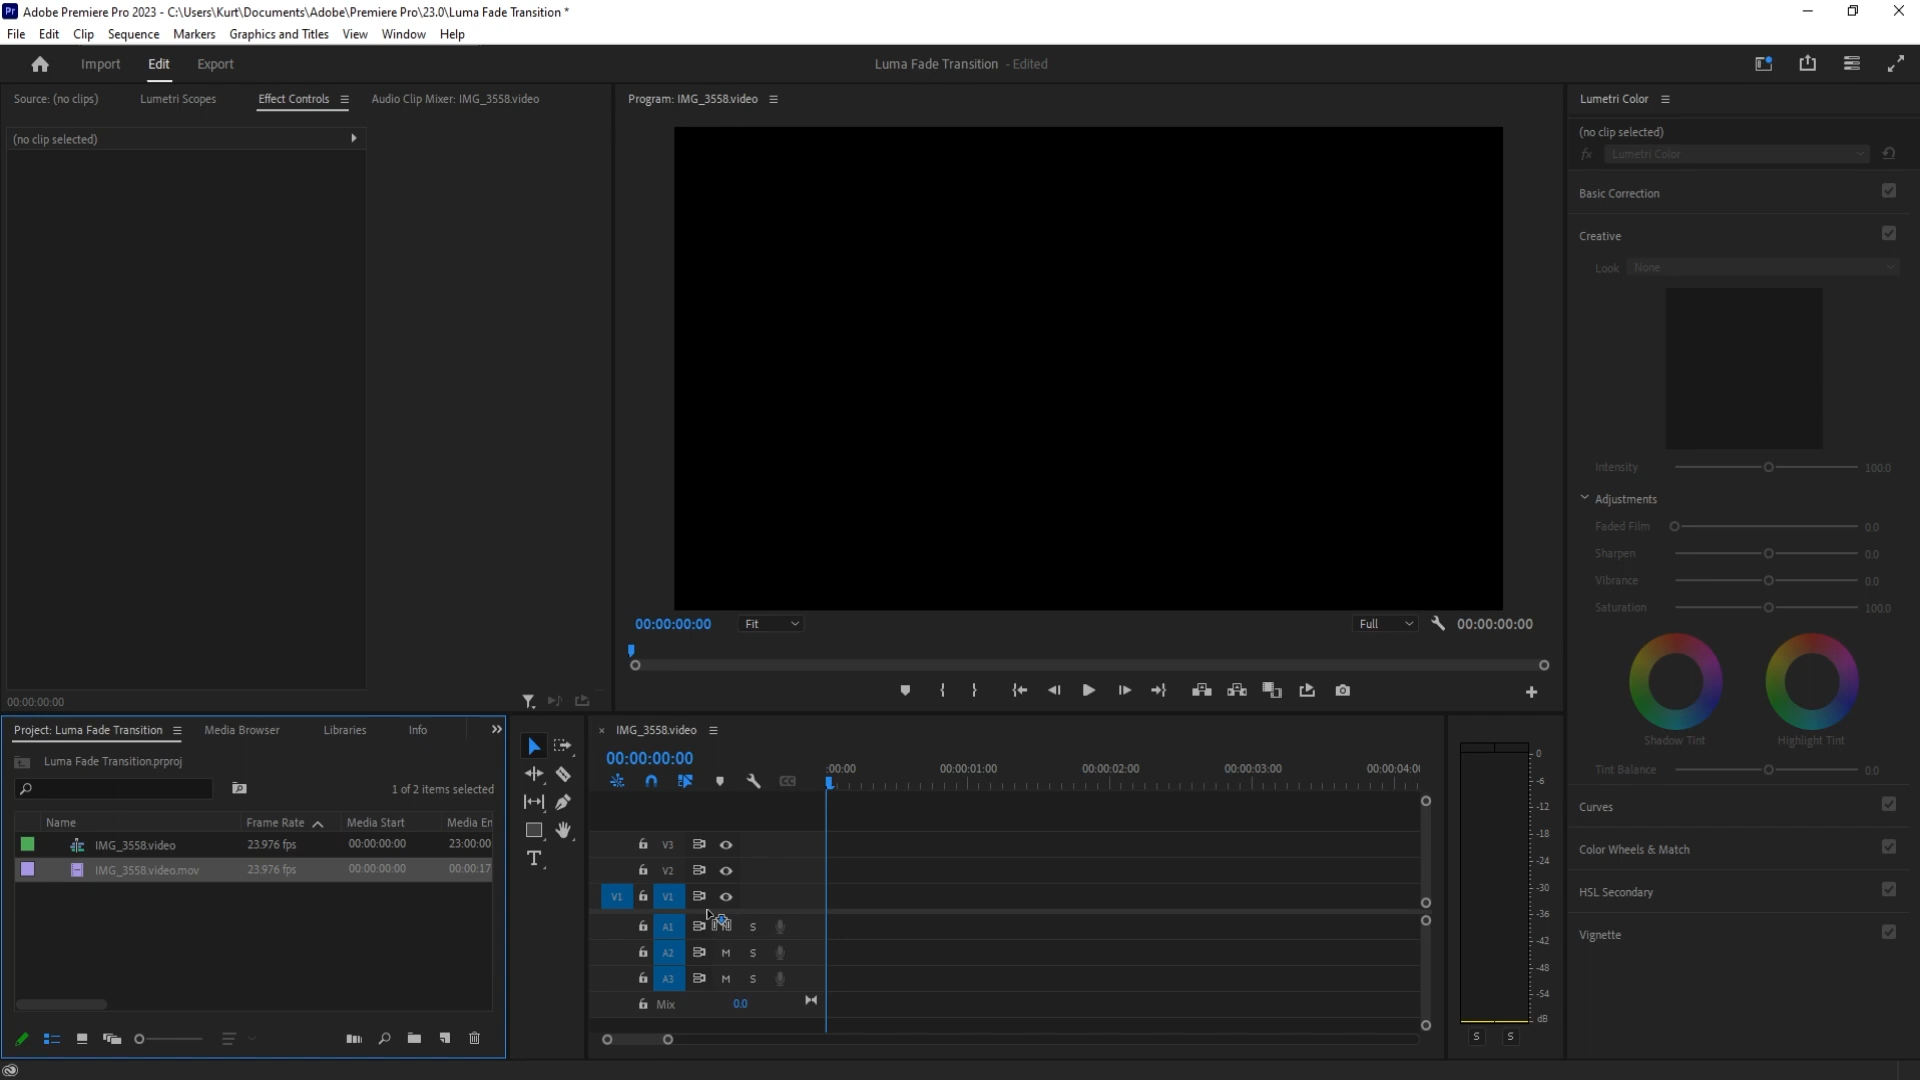 Pr Adobe Premiere Pro 2023 - C:\Users\Kurt\Documents\Adobe\Premiere Pro\23.0\Luma Fade Transition *
File Edit Clip Sequence Markers Graphics and Titles View Window Help
Import Edit Export Luma Fade Transition - Edited
Source: (no clips) Lumetri Scopes Effect Controls Audio Clip Mixer: IMG_3558.video Program: IMG_3558.video Lumetri Color
(no clip selected)
(no clip selected)
fx Lumetri Color
Basic Correction
Creative
Look None
Intensity 100.0
Adjustments
Faded Film 0.0
Sharpen 0.0
Vibrance 0.0
Saturation 100.0
00:00:00:00 Fit Full 00:00:00:00
00:00:00:00
Shadow Tint Highlight Tint
Tint Balance 0.0
Curves
Color Wheels & Match
HSL Secondary
Vignette
Project: Luma Fade Transition Media Browser Libraries Info
Luma Fade Transition.prproj
1 of 2 items selected
Name Frame Rate Media Start Media En
IMG_3558.video 23.976 fps 00:00:00:00 23:00:00
IMG_3558.video.mov 23.976 fps 00:00:00:00 00:00:17
T
× IMG_3558.video
00:00:00:00
:00:00 00:00:01:00 00:00:02:00 00:00:03:00 00:00:04:0
CC
V3
V2
V1 V1
A1 S
A2 M S
A3 M S
Mix 0.0
0
-6
-12
-18
-24
-30
-36
-42
-48
-54
dB
S S